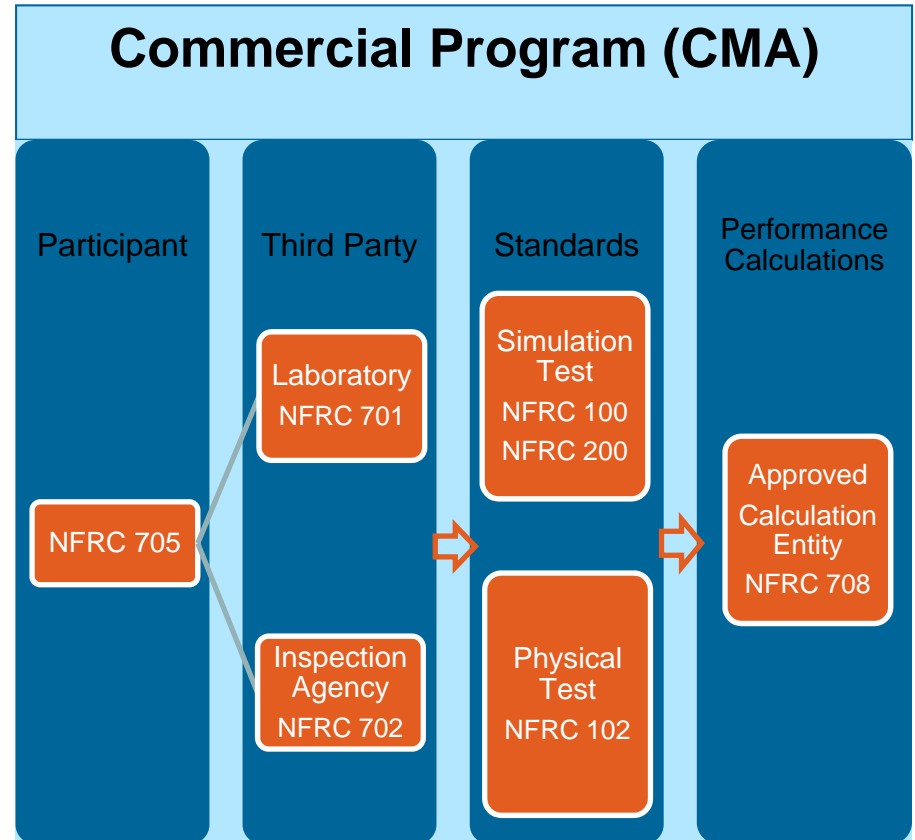 Commercial Program (CMA)
Participant
Third Party
Standards
Performance
Calculations
NFRC 705
Laboratory
NFRC 701
Inspection
Agency
NFRC 702
Simulation
Test
NFRC 100
NFRC 200
Physical
Test
NFRC 102
Approved
Calculation
Entity
NFRC 708